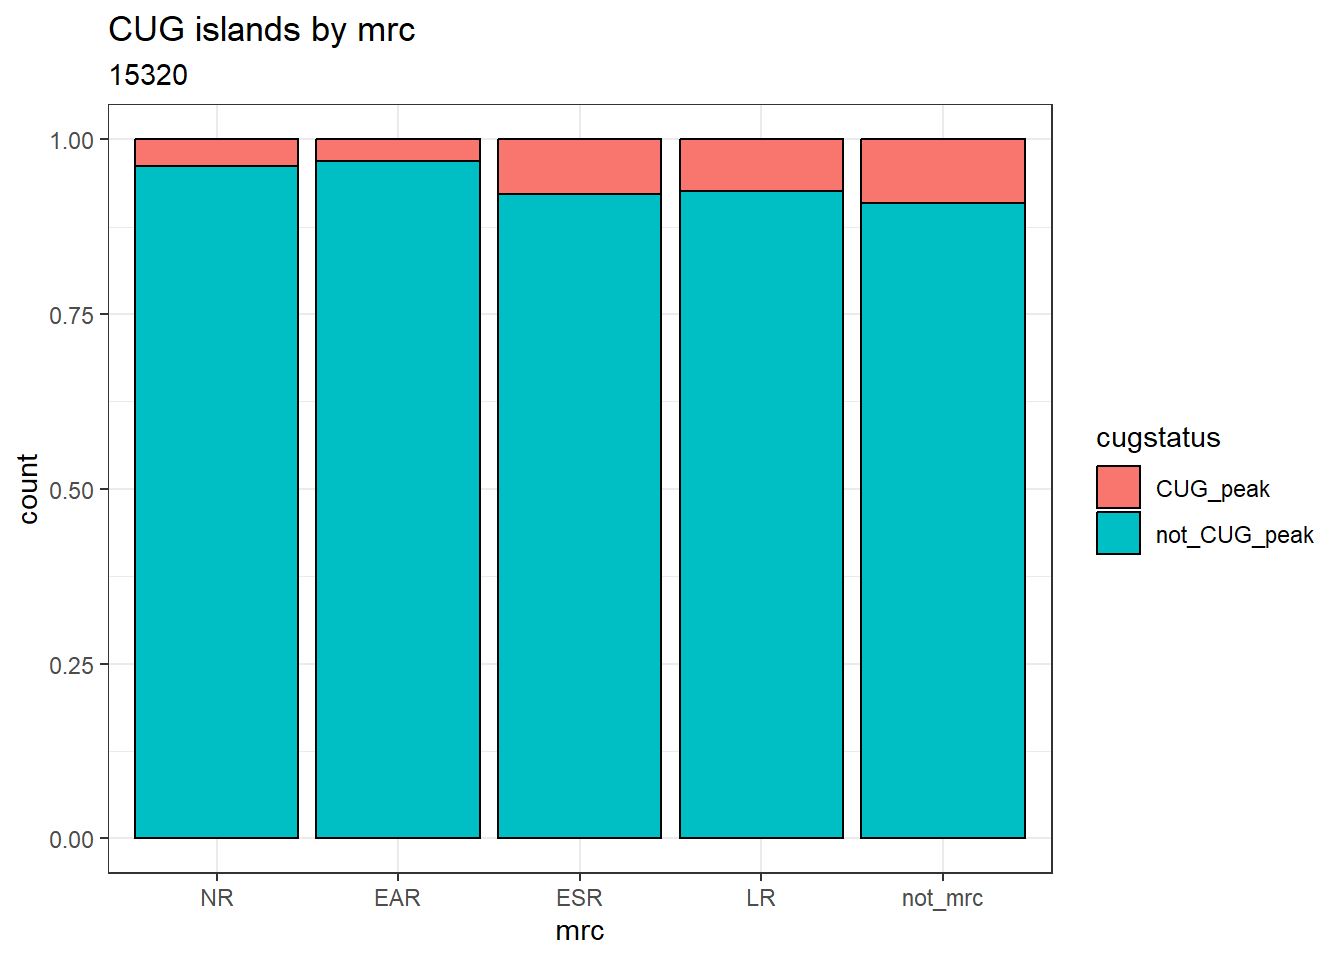 CUG islands by mrc
15320
1.00
0.75
0.50
0.25
0.00
count
NR EAR ESR LR not_mrc
mrc
cugstatus
CUG_peak
not_CUG_peak